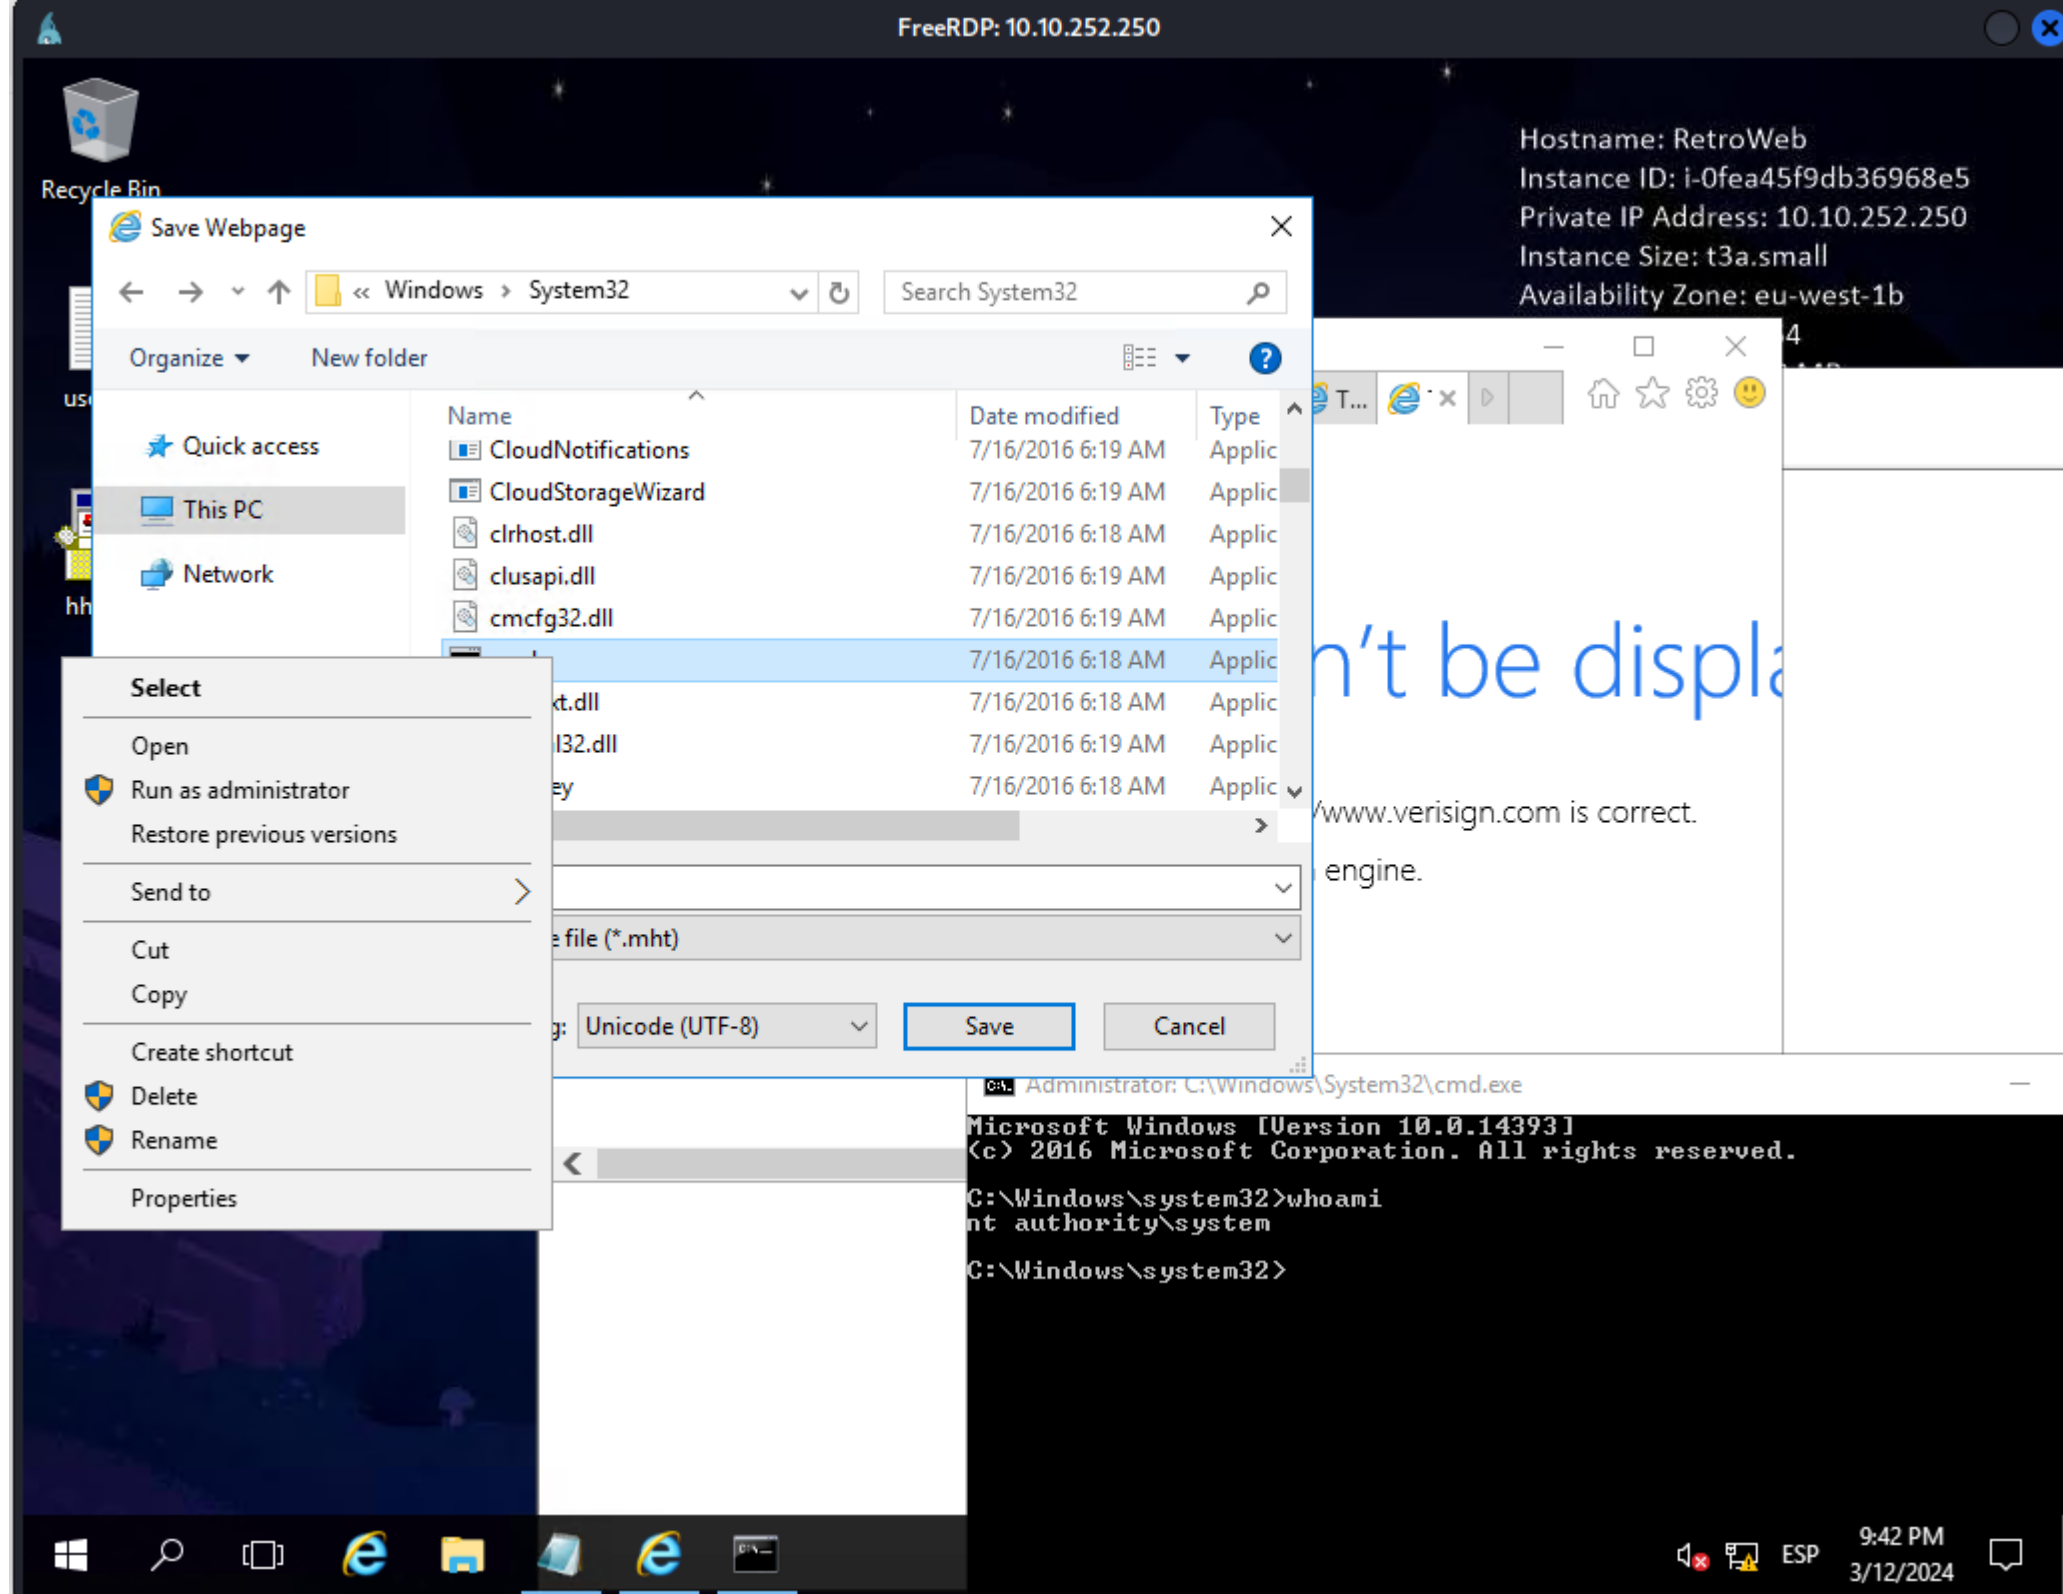 FreeRDP: 10.10.252.250
Recycle Bin
Hostname: RetroWeb
Instance ID: i-0fea45f9db36968e5
Private IP Address: 10.10.252.250
Instance Size: t3a.small
Availability Zone: eu-west-1b
4
Save Webpage
« Windows > System32
Search System32
Organize
New folder
use
hh
Quick access
This PC
Network
Name
Date modified
Type
CloudNotifications 7/16/2016 6:19 AM Applic
CloudStorageWizard 7/16/2016 6:19 AM Applic
clrhost.dll 7/16/2016 6:18 AM Applic
clusapi.dll 7/16/2016 6:19 AM Applic
cmcfg32.dll 7/16/2016 6:19 AM Applic
7/16/2016 6:18 AM Applic
xt.dll 7/16/2016 6:18 AM Applic
l32.dll 7/16/2016 6:19 AM Applic
ey 7/16/2016 6:18 AM Applic
e file (*.mht)
g: Unicode (UTF-8)
Save
Cancel
Select
Open
Run as administrator
Restore previous versions
Send to
Cut
Copy
Create shortcut
Delete
Rename
Properties
T...
n't be displa
/www.verisign.com is correct.
engine.
Administrator: C:\Windows\System32\cmd.exe
Microsoft Windows [Version 10.0.14393]
(c) 2016 Microsoft Corporation. All rights reserved.
C:\Windows\system32>whoami
nt authority\system
C:\Windows\system32>
ESP
9:42 PM
3/12/2024